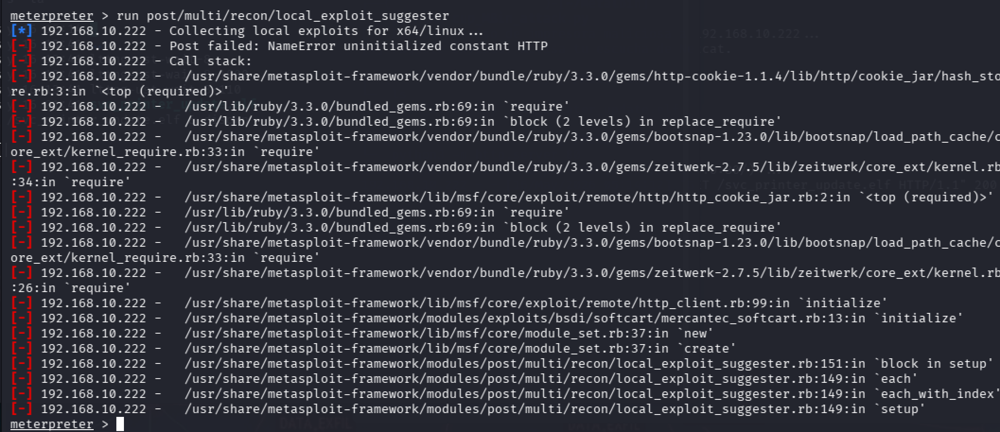 meterpreter > run post/multi/recon/local_exploit_suggester
[*] 192.168.10.222 - Collecting local exploits for x64/linux...
[-] 192.168.10.222 - Post failed: NameError uninitialized constant HTTP
[-] 192.168.10.222 - Call stack:
[-] 192.168.10.222 -   /usr/share/metasploit-framework/vendor/bundle/ruby/3.3.0/gems/http-cookie-1.1.4/lib/http/cookie_jar/hash_sto
re.rb:3:in `<top (required)>'
[-] 192.168.10.222 -   /usr/lib/ruby/3.3.0/bundled_gems.rb:69:in `require'
[-] 192.168.10.222 -   /usr/lib/ruby/3.3.0/bundled_gems.rb:69:in `block (2 levels) in replace_require'
[-] 192.168.10.222 -   /usr/share/metasploit-framework/vendor/bundle/ruby/3.3.0/gems/bootsnap-1.23.0/lib/bootsnap/load_path_cache/c
ore_ext/kernel_require.rb:33:in `require'
[-] 192.168.10.222 -   /usr/share/metasploit-framework/vendor/bundle/ruby/3.3.0/gems/zeitwerk-2.7.5/lib/zeitwerk/core_ext/kernel.rb
:34:in `require'
[-] 192.168.10.222 -   /usr/share/metasploit-framework/lib/msf/core/exploit/remote/http/http_cookie_jar.rb:2:in `<top (required)>'
[-] 192.168.10.222 -   /usr/lib/ruby/3.3.0/bundled_gems.rb:69:in `require'
[-] 192.168.10.222 -   /usr/lib/ruby/3.3.0/bundled_gems.rb:69:in `block (2 levels) in replace_require'
[-] 192.168.10.222 -   /usr/share/metasploit-framework/vendor/bundle/ruby/3.3.0/gems/bootsnap-1.23.0/lib/bootsnap/load_path_cache/c
ore_ext/kernel_require.rb:33:in `require'
[-] 192.168.10.222 -   /usr/share/metasploit-framework/vendor/bundle/ruby/3.3.0/gems/zeitwerk-2.7.5/lib/zeitwerk/core_ext/kernel.rb
:26:in `require'
[-] 192.168.10.222 -   /usr/share/metasploit-framework/lib/msf/core/exploit/remote/http_client.rb:99:in `initialize'
[-] 192.168.10.222 -   /usr/share/metasploit-framework/modules/exploits/bsdi/softcart/mercantec_softcart.rb:13:in `initialize'
[-] 192.168.10.222 -   /usr/share/metasploit-framework/lib/msf/core/module_set.rb:37:in `new'
[-] 192.168.10.222 -   /usr/share/metasploit-framework/lib/msf/core/module_set.rb:37:in `create'
[-] 192.168.10.222 -   /usr/share/metasploit-framework/modules/post/multi/recon/local_exploit_suggester.rb:151:in `block in setup'
[-] 192.168.10.222 -   /usr/share/metasploit-framework/modules/post/multi/recon/local_exploit_suggester.rb:149:in `each'
[-] 192.168.10.222 -   /usr/share/metasploit-framework/modules/post/multi/recon/local_exploit_suggester.rb:149:in `each_with_index'
[-] 192.168.10.222 -   /usr/share/metasploit-framework/modules/post/multi/recon/local_exploit_suggester.rb:149:in `setup'
meterpreter >